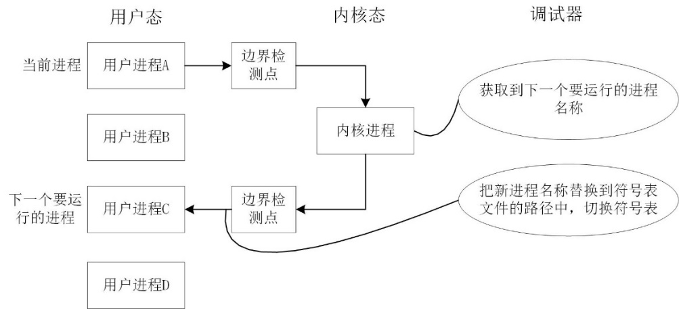 用户态
内核态
调试器
当前进程
用户进程A
边界检
测点
获取到下一个要运行的进程
名称
用户进程B
内核进程
下一个要运
行的进程
用户进程C
边界检
测点
把新进程名称替换到符号表
文件的路径中，切换符号表
用户进程D